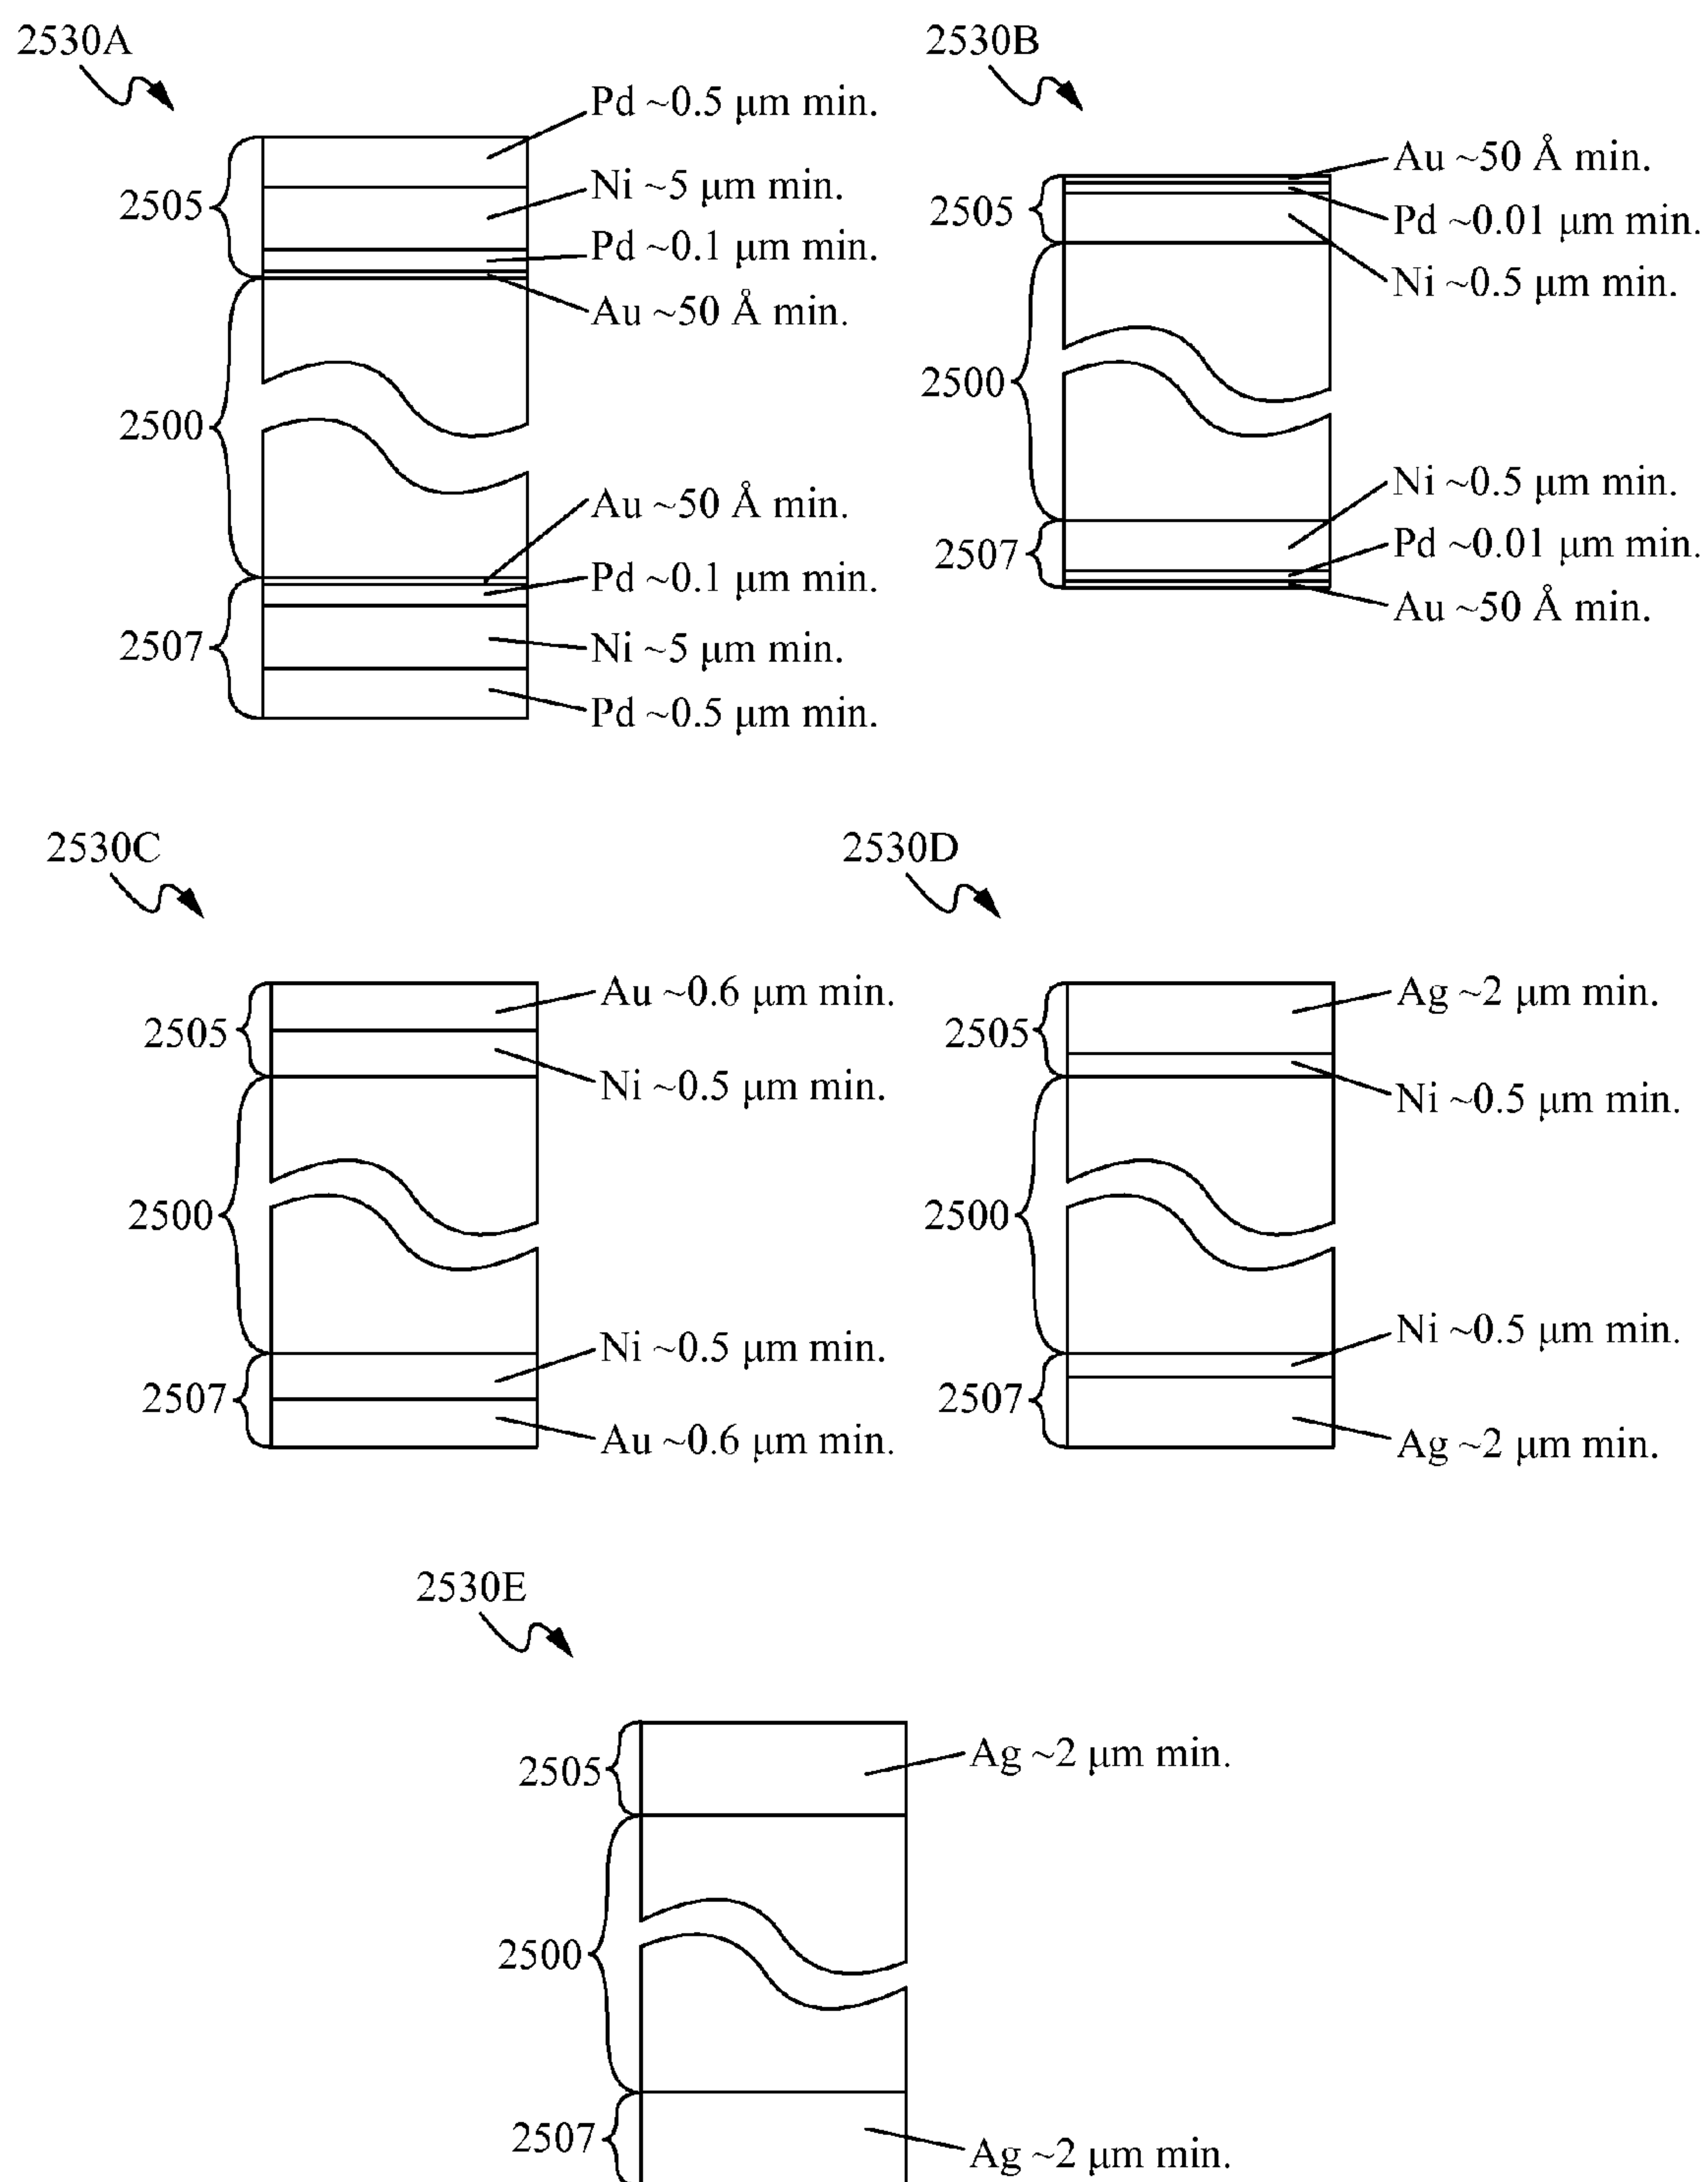 2530A
Pd ~0.5 μm min.
Ni ~5 μm min.
2505
Pd ~0.1 μm min.
Au ~50 Å min.
2500
Au ~50 Å min.
Pd ~0.1 μm min.
2507
Ni ~5 μm min.
Pd ~0.5 μm min.
2530B
Au ~50 Å min.
2505
Pd ~0.01 μm min.
Ni ~0.5 μm min.
2500
Ni ~0.5 μm min.
2507
Pd ~0.01 μm min.
Au ~50 Å min.
2530C
Au ~0.6 μm min.
2505
Ni ~0.5 μm min.
2500
Ni ~0.5 μm min.
2507
Au ~0.6 μm min.
2530D
Ag ~2 μm min.
2505
Ni ~0.5 μm min.
2500
Ni ~0.5 μm min.
2507
Ag ~2 μm min.
2530E
Ag ~2 μm min.
2505
2500
2507
Ag ~2 μm min.